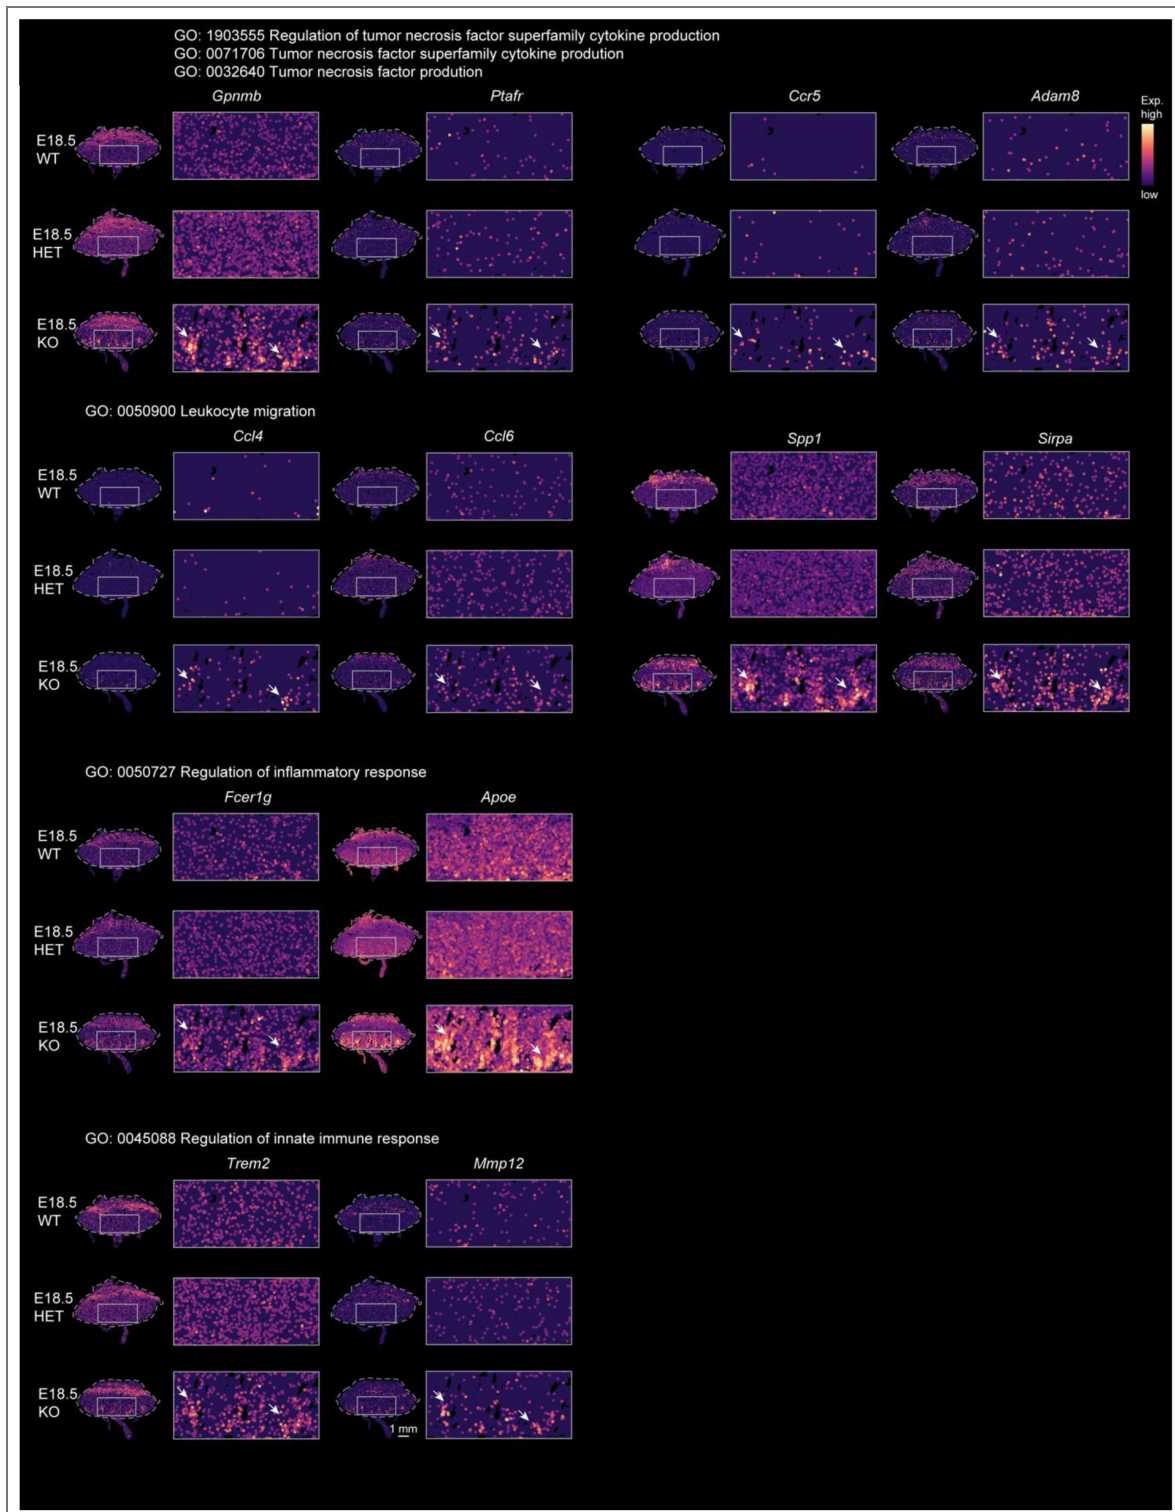 GO: 1903555 Regulation of tumor necrosis factor superfamily cytokine production
GO: 0071706 Tumor necrosis factor superfamily cytokine prodution
GO: 0032640 Tumor necrosis factor prodution
Gpnmb Ptafr Ccr5 Adam8
Exp.
high
low
E18.5
WT
E18.5
HET
E18.5
KO
GO: 0050900 Leukocyte migration
Ccl4 Ccl6 Spp1 Sirpa
E18.5
WT
E18.5
HET
E18.5
KO
GO: 0050727 Regulation of inflammatory response
Fcer1g Apoe
E18.5
WT
E18.5
HET
E18.5
KO
GO: 0045088 Regulation of innate immune response
Trem2 Mmp12
E18.5
WT
E18.5
HET
E18.5
KO
1 mm